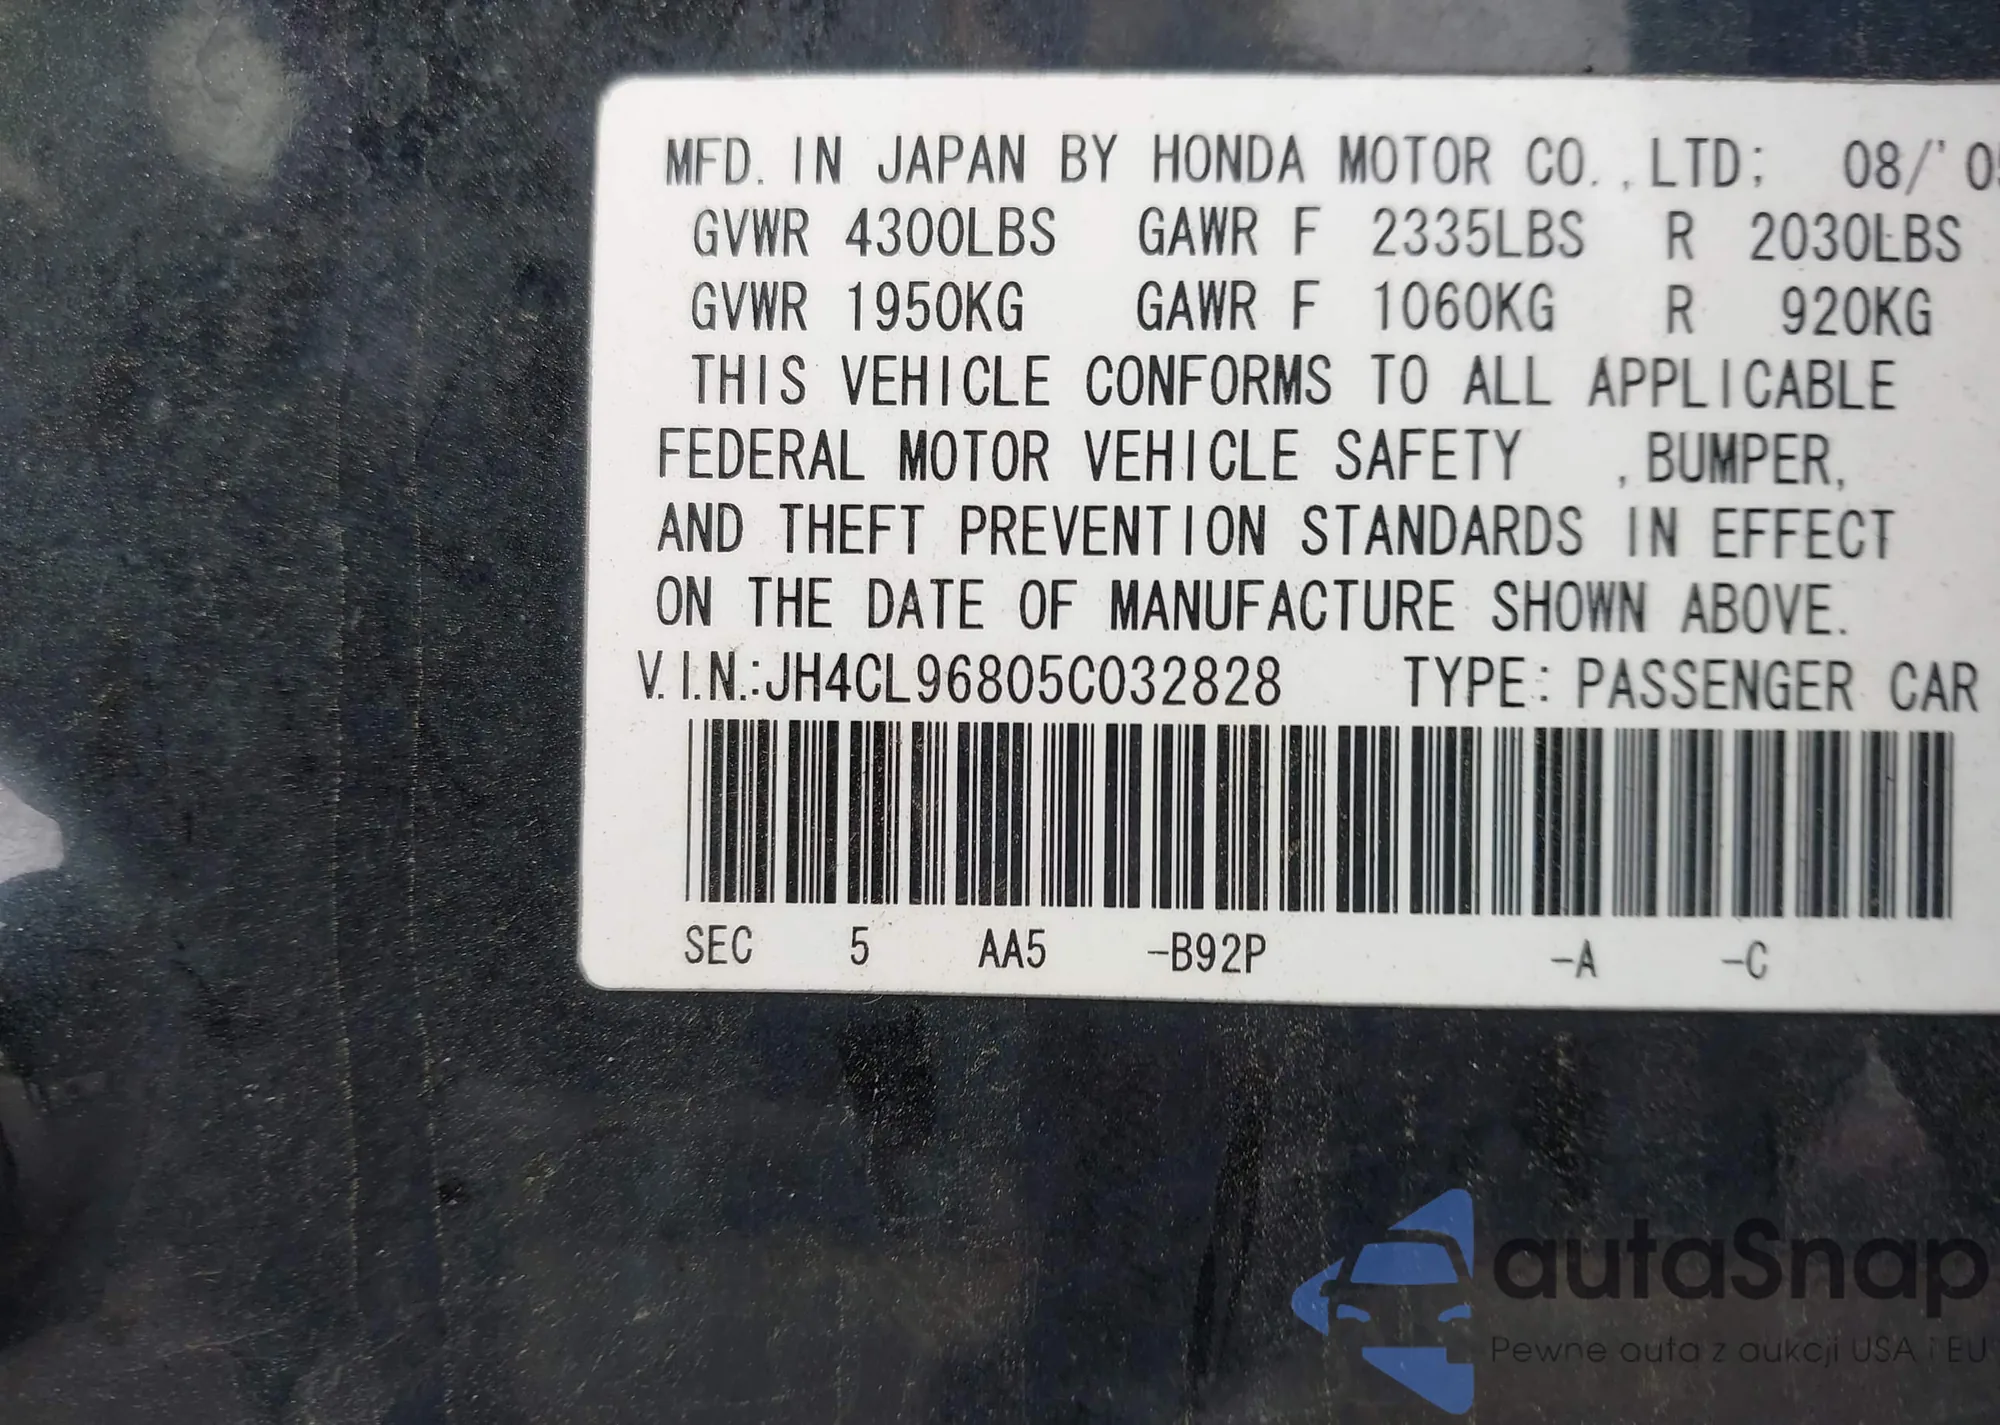 MFD. IN JAPAN BY HONDA MOTOR CO.,LTD; 08/'05
GVWR 4300LBS GAWR F 2335LBS R 2030LBS
GVWR 1950KG GAWR F 1060KG R 920KG
THIS VEHICLE CONFORMS TO ALL APPLICABLE
FEDERAL MOTOR VEHICLE SAFETY ,BUMPER,
AND THEFT PREVENTION STANDARDS IN EFFECT
ON THE DATE OF MANUFACTURE SHOWN ABOVE.
V.I.N.:JH4CL96805C032828 TYPE: PASSENGER CAR
SEC 5 AA5 -B92P -A -C
autaSnap
Pewne auta z aukcji USA i EU